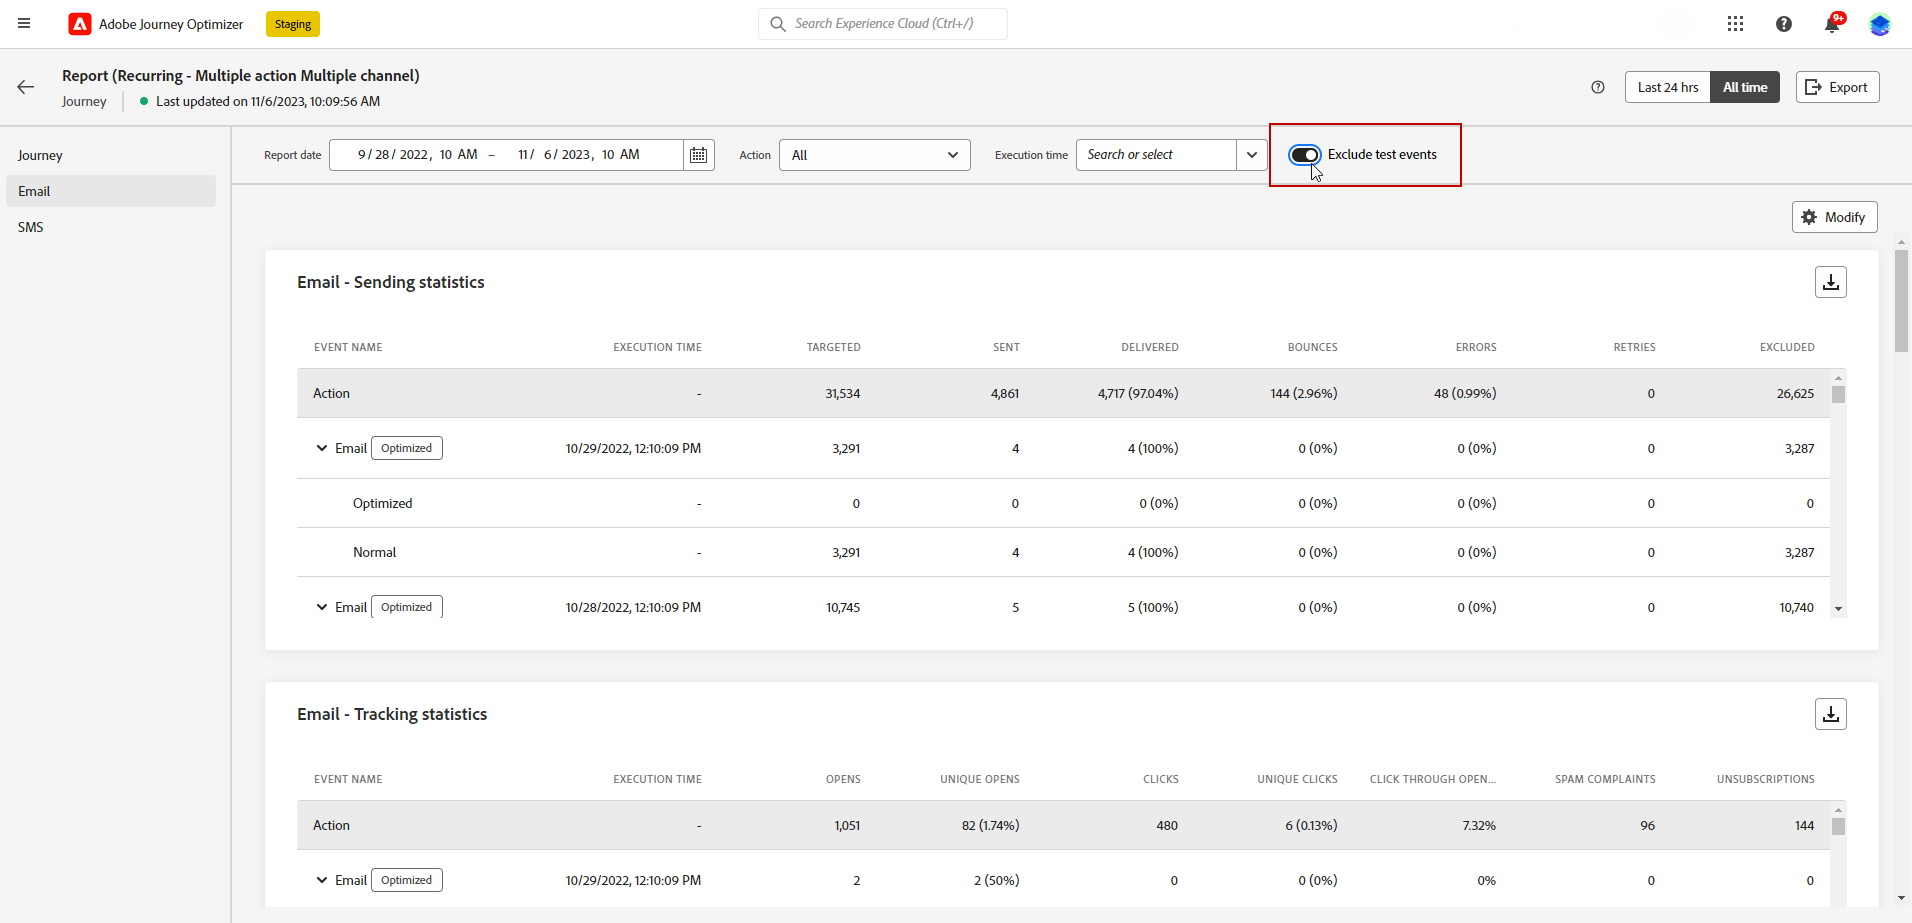 Adobe Journey Optimizer Staging Search Experience Cloud (Ctrl+/) 9+
Report (Recurring - Multiple action Multiple channel)
Journey Last updated on 11/6/2023, 10:09:56 AM Last 24 hrs All time Export
Journey
Email
SMS
Report date 9/28/2022, 10 AM – 11/ 6/2023, 10 AM Action All Execution time Search or select Exclude test events
Modify
Email - Sending statistics
EVENT NAME EXECUTION TIME TARGETED SENT DELIVERED BOUNCES ERRORS RETRIES EXCLUDED
Action - 31,534 4,861 4,717 (97.04%) 144 (2.96%) 48 (0.99%) 0 26,625
Email Optimized 10/29/2022, 12:10:09 PM 3,291 4 4 (100%) 0 (0%) 0 (0%) 0 3,287
Optimized - 0 0 0 (0%) 0 (0%) 0 (0%) 0 0
Normal - 3,291 4 4 (100%) 0 (0%) 0 (0%) 0 3,287
Email Optimized 10/28/2022, 12:10:09 PM 10,745 5 5 (100%) 0 (0%) 0 (0%) 0 10,740
Email - Tracking statistics
EVENT NAME EXECUTION TIME OPENS UNIQUE OPENS CLICKS UNIQUE CLICKS CLICK THROUGH OPEN... SPAM COMPLAINTS UNSUBSCRIPTIONS
Action - 1,051 82 (1.74%) 480 6 (0.13%) 7.32% 96 144
Email Optimized 10/29/2022, 12:10:09 PM 2 2 (50%) 0 0 (0%) 0% 0 0